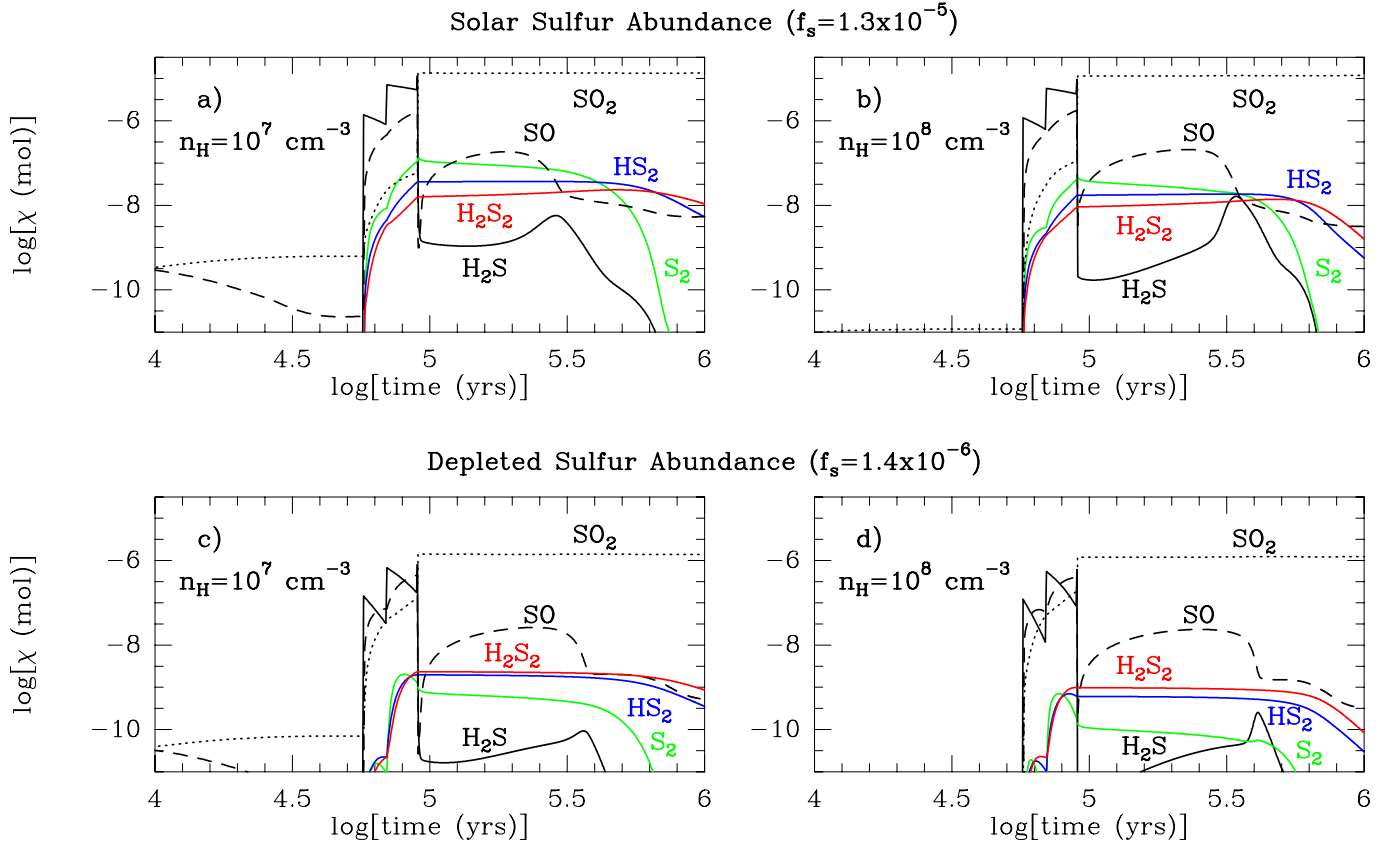 Solar Sulfur Abundance (fₛ=1.3x10⁻⁵)
a)
n_H=10⁷ cm⁻³
SO₂
SO
HS₂
H₂S₂
H₂S
S₂
−6
−8
−10
4 4.5 5 5.5 6
log[time (yrs)]
log[χ (mol)]
b)
n_H=10⁸ cm⁻³
SO₂
SO
HS₂
H₂S₂
H₂S
S₂
−6
−8
−10
4 4.5 5 5.5 6
log[time (yrs)]
Depleted Sulfur Abundance (fₛ=1.4x10⁻⁶)
c)
n_H=10⁷ cm⁻³
SO₂
SO
H₂S₂
HS₂
H₂S
S₂
−6
−8
−10
4 4.5 5 5.5 6
log[time (yrs)]
log[χ (mol)]
d)
n_H=10⁸ cm⁻³
SO₂
SO
H₂S₂
HS₂
H₂S
S₂
−6
−8
−10
4 4.5 5 5.5 6
log[time (yrs)]